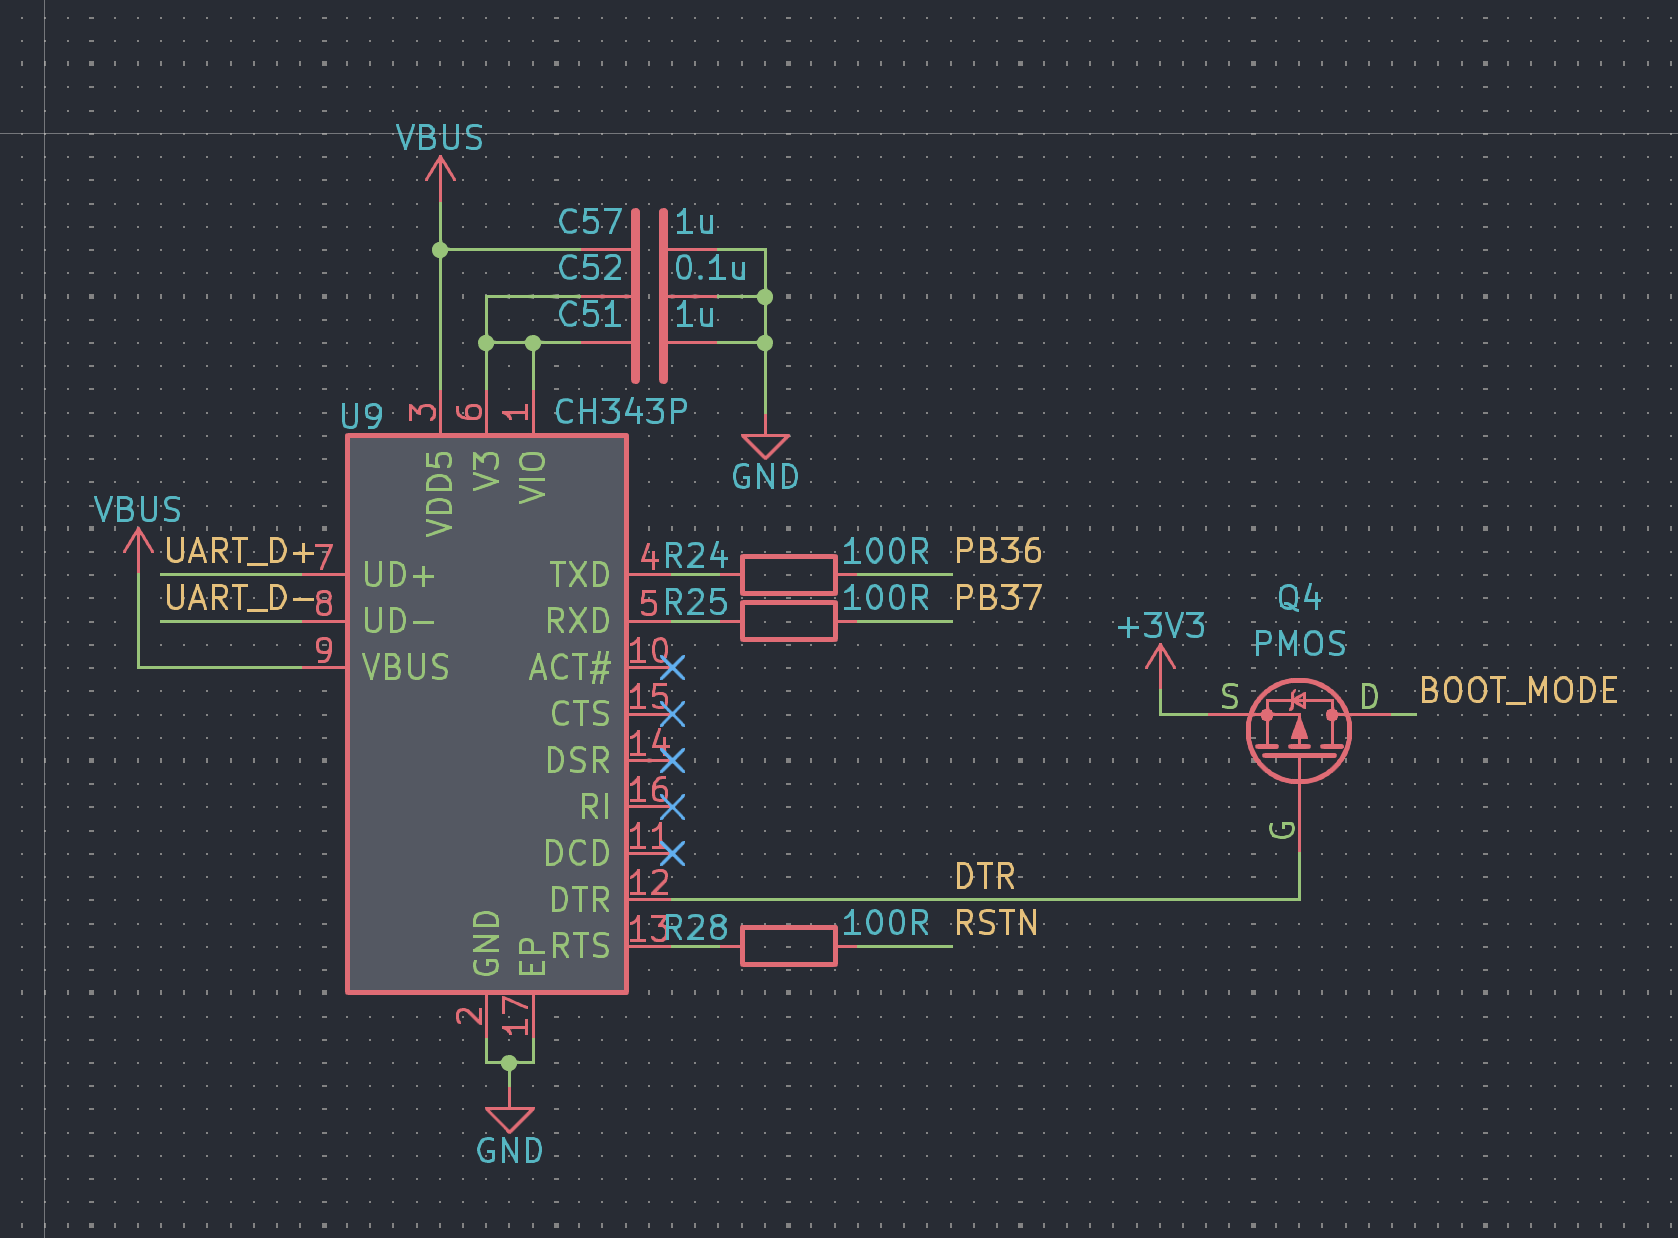 VBUS
C57 1u
C52 0.1u
C51 1u
U9 3 6 1 CH343P
GND
VDD5 V3 VIO
VBUS
UART_D+ 7 UD+ TXD 4 R24 100R PB36
UART_D- 8 UD- RXD 5 R25 100R PB37
9 VBUS ACT# 10
CTS 15
DSR 14
RI 16
DCD 11
DTR 12 DTR
RTS 13 R28 100R RSTN
GND EP
2 17
GND
Q4
+3V3 PMOS
S D BOOT_MODE
G